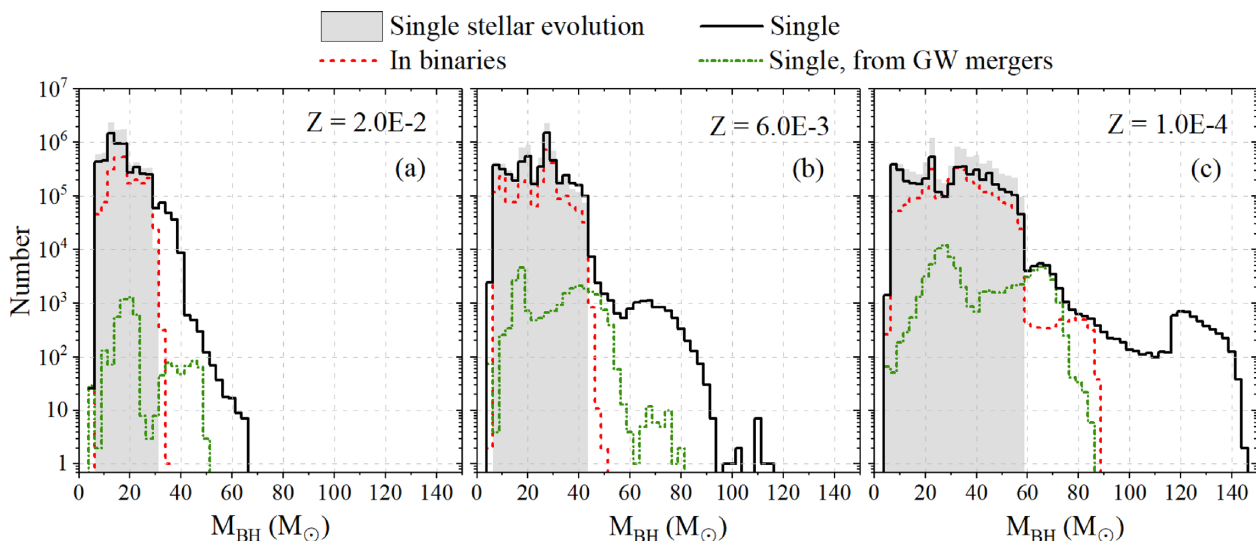 Single stellar evolution Single
In binaries Single, from GW mergers
Number
10^7
10^6
10^5
10^4
10^3
10^2
10
1
Z = 2.0E-2
(a)
Z = 6.0E-3
(b)
Z = 1.0E-4
(c)
0 20 40 60 80 100 120 140
0 20 40 60 80 100 120 140
0 20 40 60 80 100 120 140
M_BH (M_⊙)
M_BH (M_⊙)
M_BH (M_⊙)